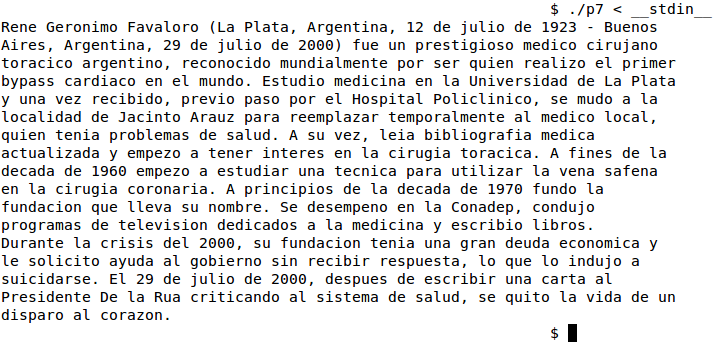 $ ./p7 < __stdin__
Rene Geronimo Favaloro (La Plata, Argentina, 12 de julio de 1923 - Buenos
Aires, Argentina, 29 de julio de 2000) fue un prestigioso medico cirujano
toracico argentino, reconocido mundialmente por ser quien realizo el primer
bypass cardiaco en el mundo. Estudio medicina en la Universidad de La Plata
y una vez recibido, previo paso por el Hospital Policlinico, se mudo a la
localidad de Jacinto Arauz para reemplazar temporalmente al medico local,
quien tenia problemas de salud. A su vez, leia bibliografia medica
actualizada y empezo a tener interes en la cirugia toracica. A fines de la
decada de 1960 empezo a estudiar una tecnica para utilizar la vena safena
en la cirugia coronaria. A principios de la decada de 1970 fundo la
fundacion que lleva su nombre. Se desempeno en la Conadep, condujo
programas de television dedicados a la medicina y escribio libros.
Durante la crisis del 2000, su fundacion tenia una gran deuda economica y
le solicito ayuda al gobierno sin recibir respuesta, lo que lo indujo a
suicidarse. El 29 de julio de 2000, despues de escribir una carta al
Presidente De la Rua criticando al sistema de salud, se quito la vida de un
disparo al corazon.
$